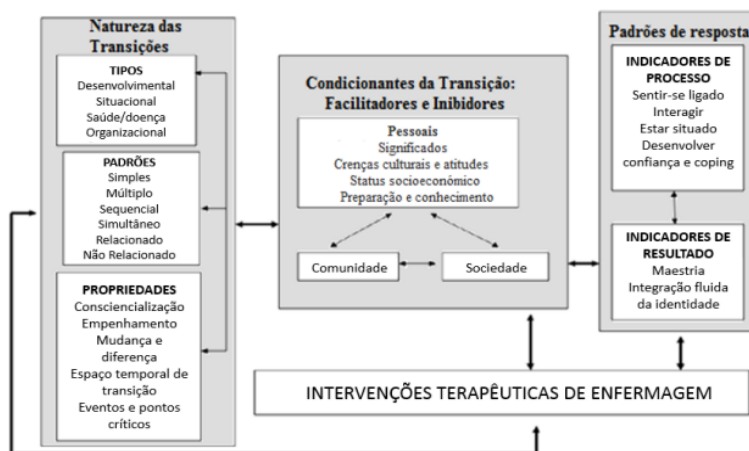 Natureza das
Transições
TIPOS
Desenvolvimental
Situacional
Saúde/doença
Organizacional
PADRÕES
Simples
Múltiplo
Sequencial
Simultâneo
Relacionado
Não Relacionado
PROPRIEDADES
Consciencialização
Empenhamento
Mudança e
diferença
Espaço temporal de
transição
Eventos e pontos
críticos
Condicionantes da Transição:
Facilitadores e Inibidores
Pessoais
Significados
Crenças culturais e atitudes
Status socioeconômico
Preparação e conhecimento
Comunidade
Sociedade
Padrões de resposta
INDICADORES DE
PROCESSO
Sentir-se ligado
Interagir
Estar situado
Desenvolver
confiança e coping
INDICADORES DE
RESULTADO
Maestria
Integração fluida
da identidade
INTERVENÇÕES TERAPÊUTICAS DE ENFERMAGEM